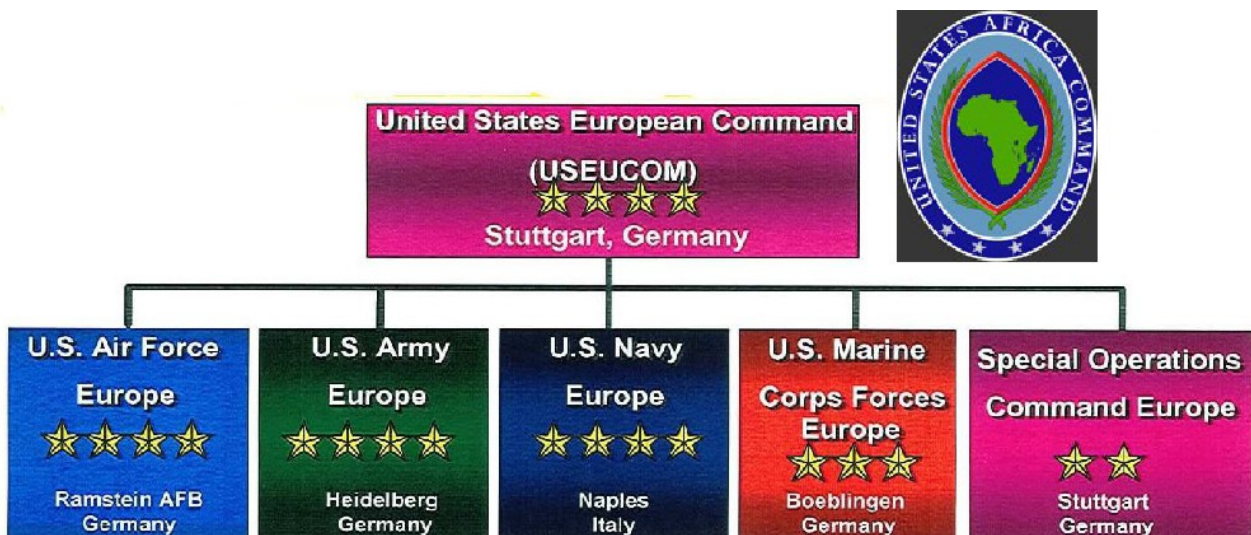 United States European Command
(USEUCOM)
Stuttgart, Germany
UNITED STATES AFRICA COMMAND
U.S. Air Force
Europe
Ramstein AFB
Germany
U.S. Army
Europe
Heidelberg
Germany
U.S. Navy
Europe
Naples
Italy
U.S. Marine
Corps Forces
Europe
Boeblingen
Germany
Special Operations
Command Europe
Stuttgart
Germany